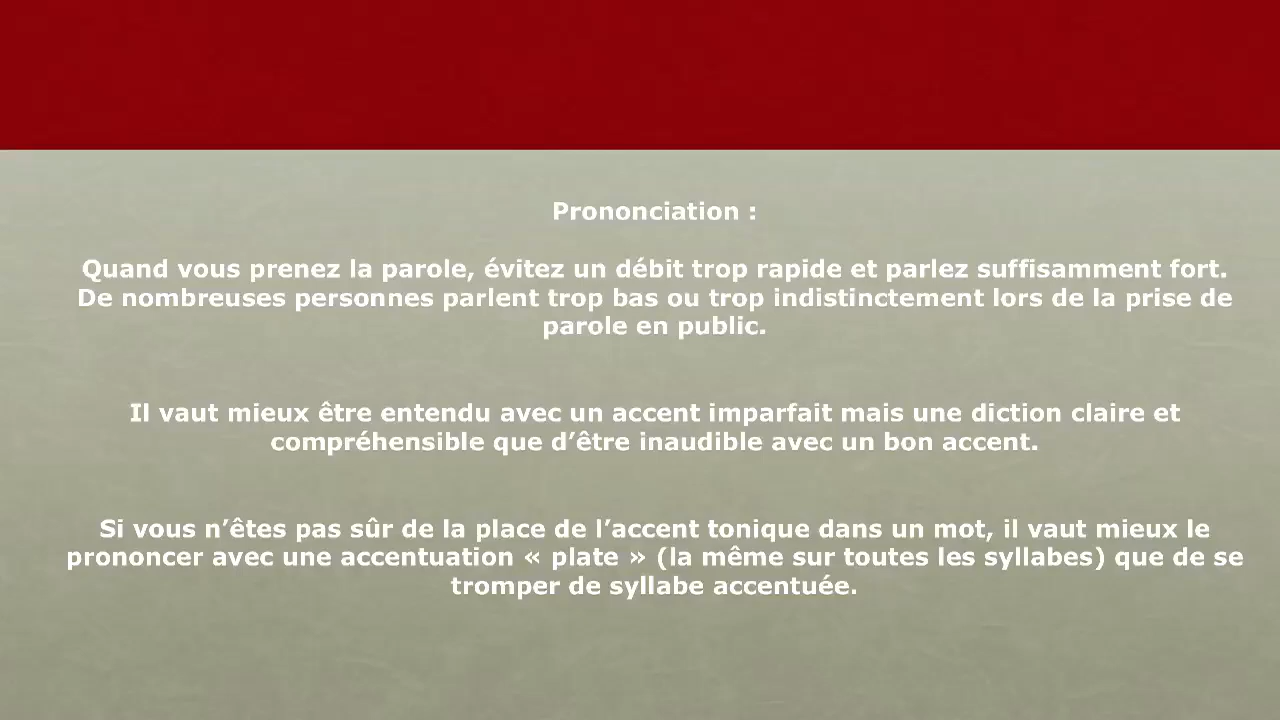 Prononciation :
Quand vous prenez la parole, évitez un débit trop rapide et parlez suffisamment fort.
De nombreuses personnes parlent trop bas ou trop indistinctement lors de la prise de
parole en public.
Il vaut mieux être entendu avec un accent imparfait mais une diction claire et
compréhensible que d’être inaudible avec un bon accent.
Si vous n’êtes pas sûr de la place de l’accent tonique dans un mot, il vaut mieux le
prononcer avec une accentuation « plate » (la même sur toutes les syllabes) que de se
tromper de syllabe accentuée.